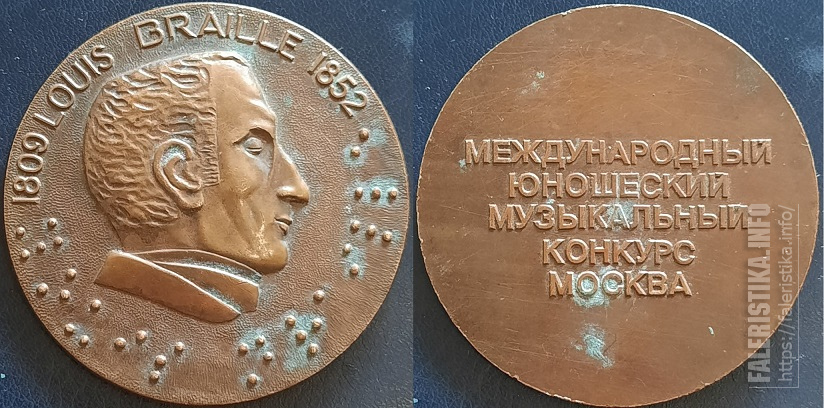 1809 LOUIS BRAILLE 1852
МЕЖДУНАРОДНЫЙ
ЮНОШЕСКИЙ
МУЗЫКАЛЬНЫЙ
КОНКУРС
МОСКВА
FALERISTIKA.INFO
https://faleristika.info/